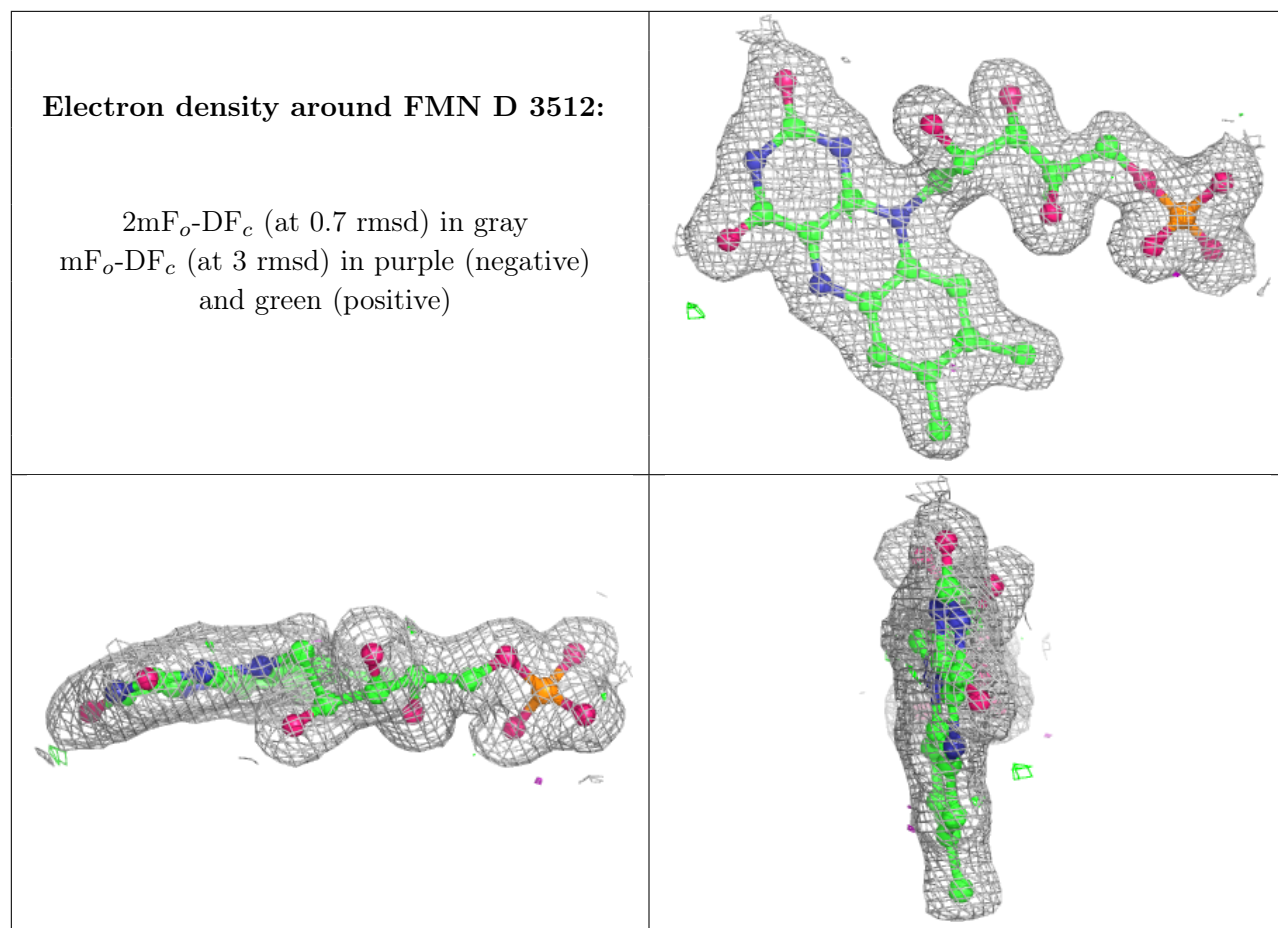 Electron density around FMN D 3512:
2mFo-DFc (at 0.7 rmsd) in gray
mFo-DFc (at 3 rmsd) in purple (negative)
and green (positive)